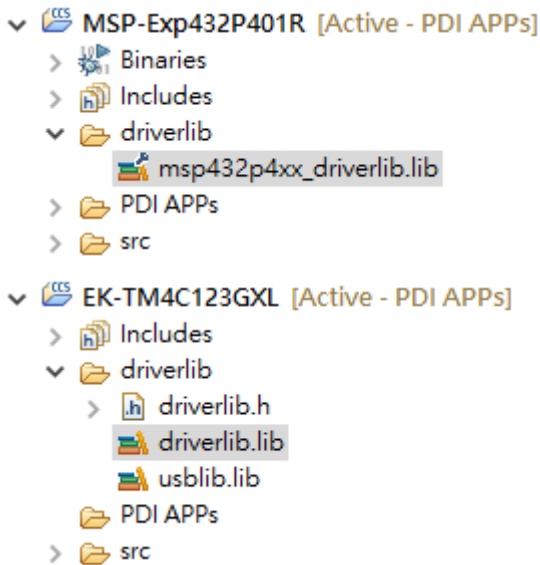 MSP-Exp432P401R [Active - PDI APPs]
Binaries
Includes
driverlib
msp432p4xx_driverlib.lib
PDI APPs
src
EK-TM4C123GXL [Active - PDI APPs]
Includes
driverlib
driverlib.h
driverlib.lib
usblib.lib
PDI APPs
src